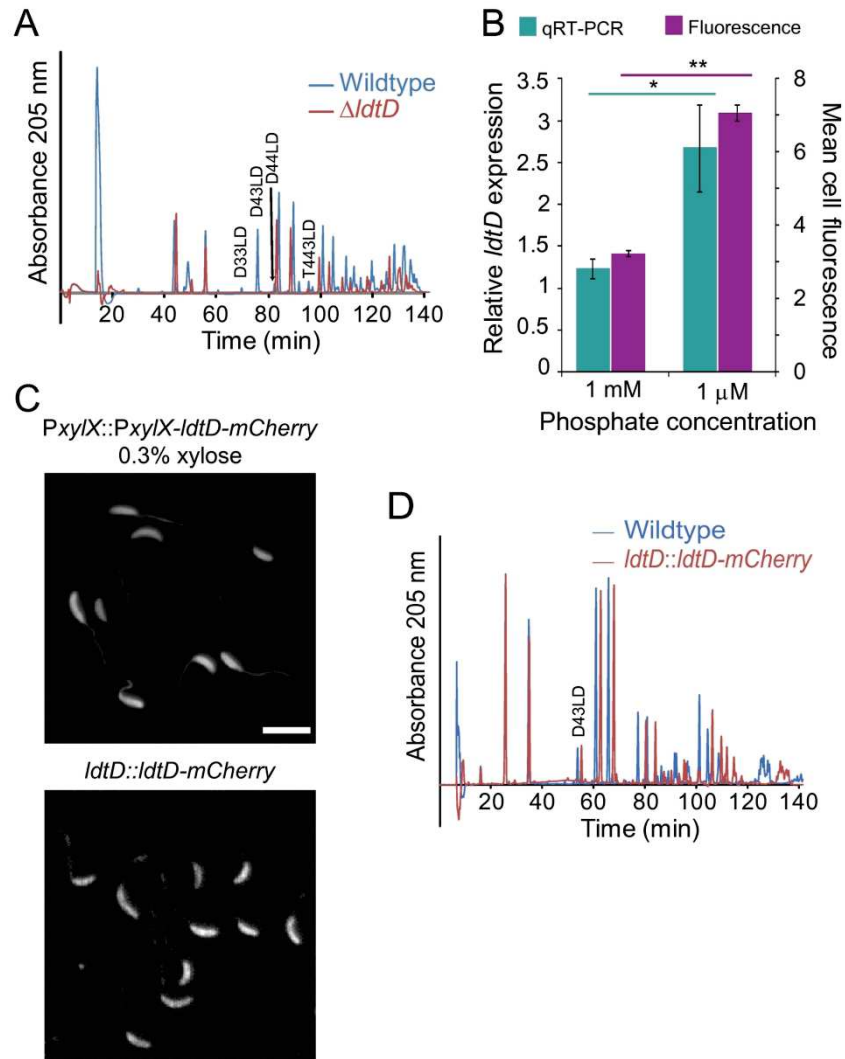 A
Absorbance 205 nm
Wildtype
ΔldtD
D33LD
D43LD
D44LD
T443LD
20 40 60 80 100 120 140
Time (min)
B
qRT-PCR
Fluorescence
Relative ldtD expression
3.5
3
2.5
2
1.5
1
0.5
0
*
**
8
6
4
2
0
Mean cell fluorescence
1 mM 1 μM
Phosphate concentration
C
PxylX::PxylX-ldtD-mCherry
0.3% xylose
ldtD::ldtD-mCherry
D
Absorbance 205 nm
Wildtype
ldtD::ldtD-mCherry
D43LD
20 40 60 80 100 120 140
Time (min)